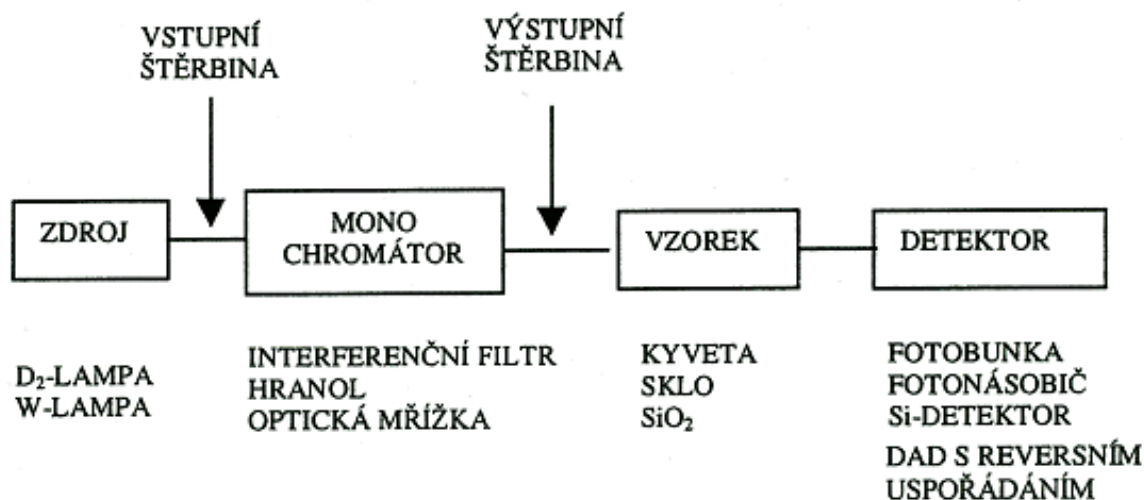 VSTUPNÍ
ŠTĚRBINA
VÝSTUPNÍ
ŠTĚRBINA
ZDROJ
MONO
CHROMÁTOR
VZOREK
DETEKTOR
D₂-LAMPA
W-LAMPA
INTERFERENČNÍ FILTR
HRANOL
OPTICKÁ MŘÍŽKA
KYVETA
SKLO
SiO₂
FOTOBUNKA
FOTONÁSOBIČ
Si-DETEKTOR
DAD S REVERSNÍM
USPOŘÁDÁNÍM